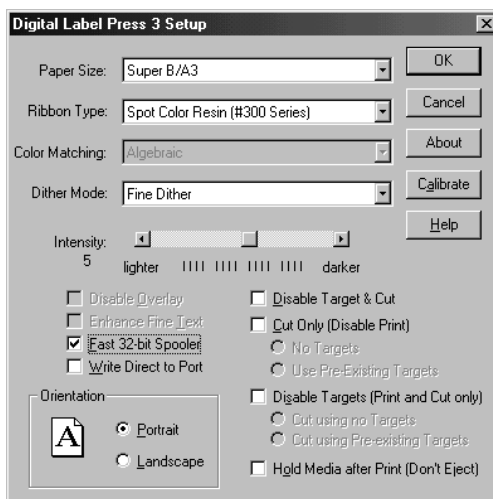 Digital Label Press 3 Setup
Paper Size: Super B/A3
OK
Ribbon Type: Spot Color Resin (#300 Series)
Cancel
Color Matching: Algebraic
About
Dither Mode: Fine Dither
Calibrate
Help
Intensity:
5
lighter
darker
Disable Overlay
Enhance Fine Text
Fast 32-bit Spooler
Write Direct to Port
Orientation
A
Portrait
Landscape
Disable Target & Cut
Cut Only (Disable Print)
No Targets
Use Pre-Existing Targets
Disable Targets (Print and Cut only)
Cut using no Targets
Cut using Pre-existing Targets
Hold Media after Print (Don't Eject)